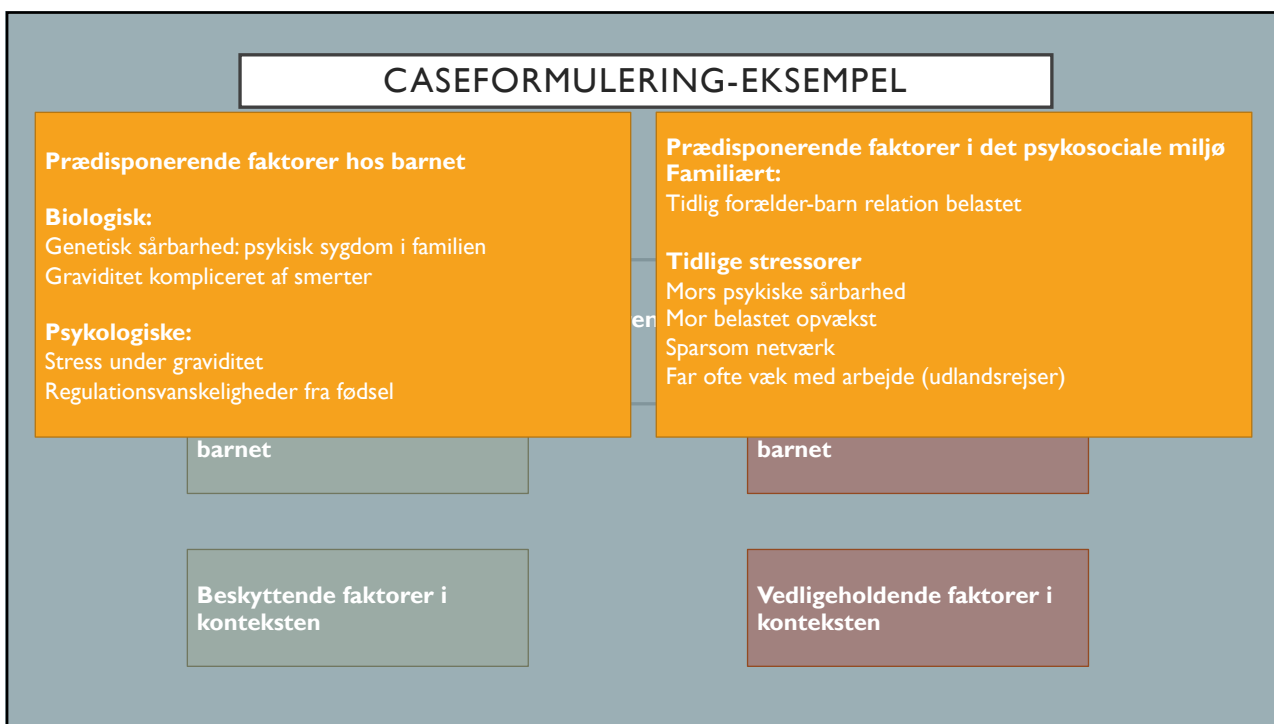 CASEFORMULERING-EKSEMPEL
Prædisponerende faktorer hos barnet
Biologisk:
Genetisk sårbarhed: psykisk sygdom i familien
Graviditet kompliceret af smerter
Psykologiske:
Stress under graviditet
Regulationsvanskeligheder fra fødsel
Prædisponerende faktorer i det psykosociale miljø
Familiært:
Tidlig forælder-barn relation belastet
Tidlige stressorer
Mors psykiske sårbarhed
Mor belastet opvækst
Sparsom netværk
Far ofte væk med arbejde (udlandsrejser)
en
barnet
barnet
Beskyttende faktorer i
konteksten
Vedligeholdende faktorer i
konteksten